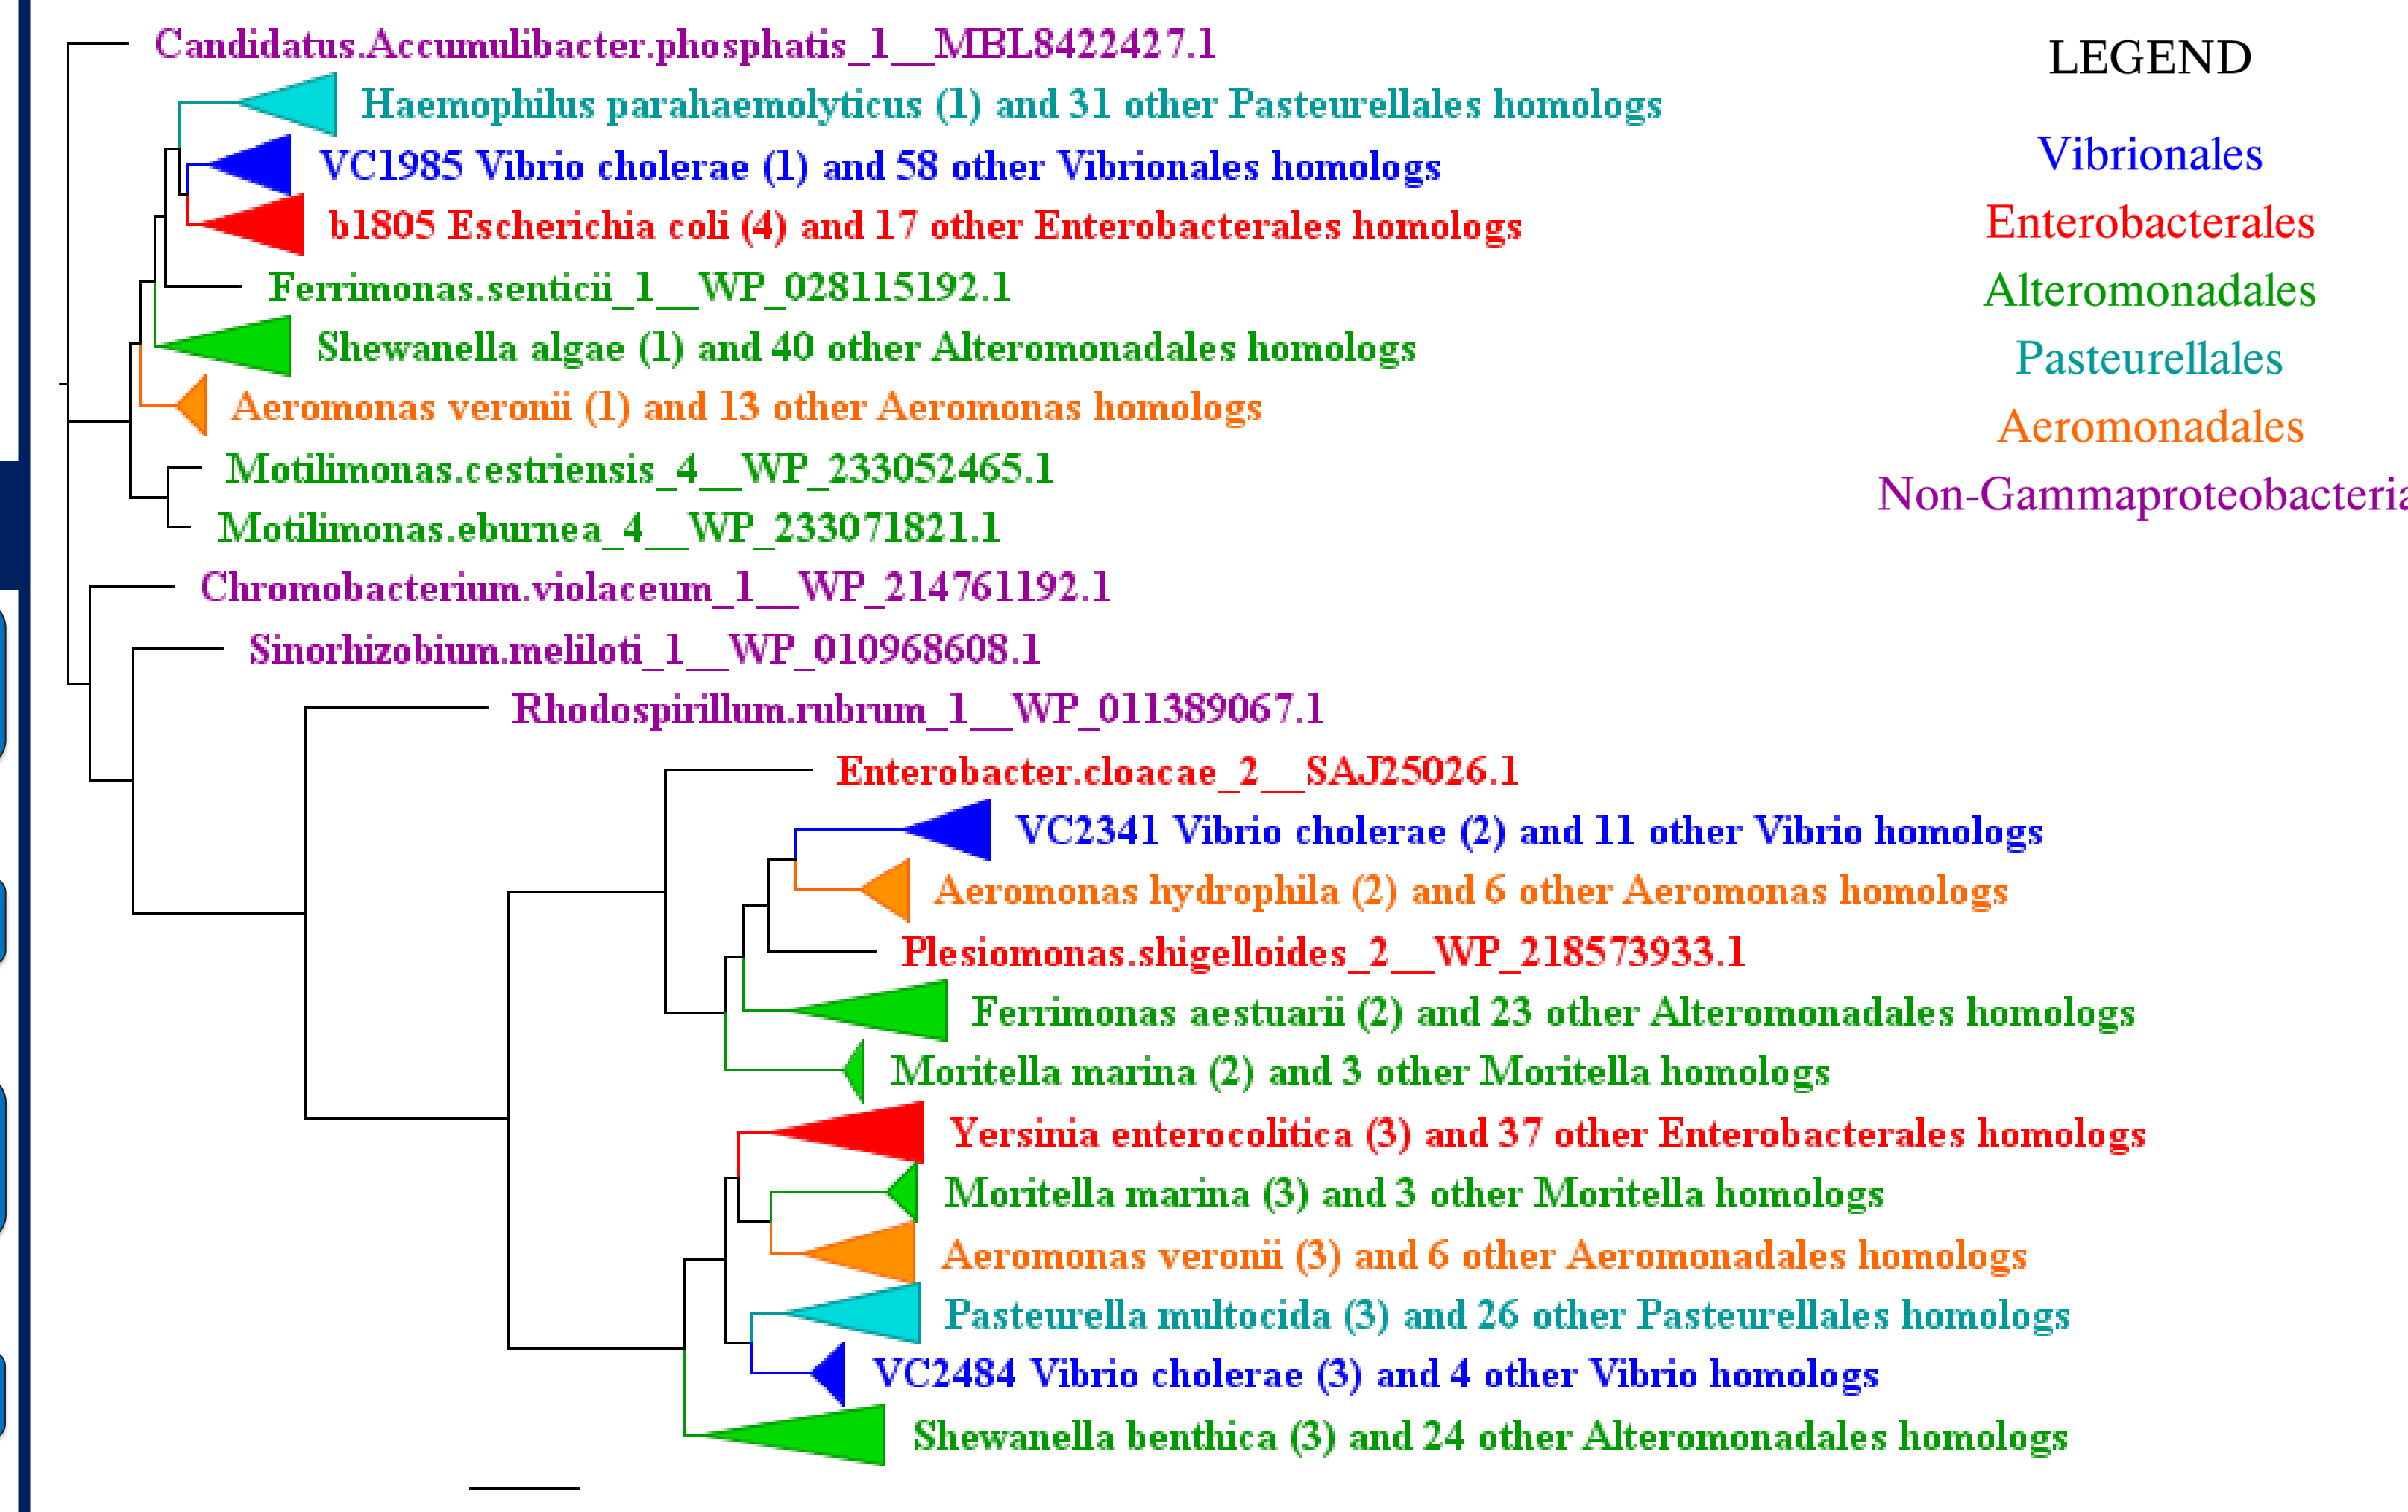 Candidatus.Accumulibacter.phosphatis_1__MBL8422427.1
Haemophilus parahaemolyticus (1) and 31 other Pasteurellales homologs
VC1985 Vibrio cholerae (1) and 58 other Vibrionales homologs
b1805 Escherichia coli (4) and 17 other Enterobacterales homologs
Ferrimonas.senticii_1__WP_028115192.1
Shewanella algae (1) and 40 other Alteromonadales homologs
Aeromonas veronii (1) and 13 other Aeromonas homologs
Motilimonas.cestriensis_4__WP_233052465.1
Motilimonas.eburnea_4__WP_233071821.1
Chromobacterium.violaceum_1__WP_214761192.1
Sinorhizobium.meliloti_1__WP_010968608.1
Rhodospirillum.rubrum_1__WP_011389067.1
Enterobacter.cloacae_2__SAJ25026.1
VC2341 Vibrio cholerae (2) and 11 other Vibrio homologs
Aeromonas hydrophila (2) and 6 other Aeromonas homologs
Plesiomonas.shigelloides_2__WP_218573933.1
Ferrimonas aestuarii (2) and 23 other Alteromonadales homologs
Moritella marina (2) and 3 other Moritella homologs
Yersinia enterocolitica (3) and 37 other Enterobacterales homologs
Moritella marina (3) and 3 other Moritella homologs
Aeromonas veronii (3) and 6 other Aeromonadales homologs
Pasteurella multocida (3) and 26 other Pasteurellales homologs
VC2484 Vibrio cholerae (3) and 4 other Vibrio homologs
Shewanella benthica (3) and 24 other Alteromonadales homologs
LEGEND
Vibrionales
Enterobacterales
Alteromonadales
Pasteurellales
Aeromonadales
Non-Gammaproteobacteria